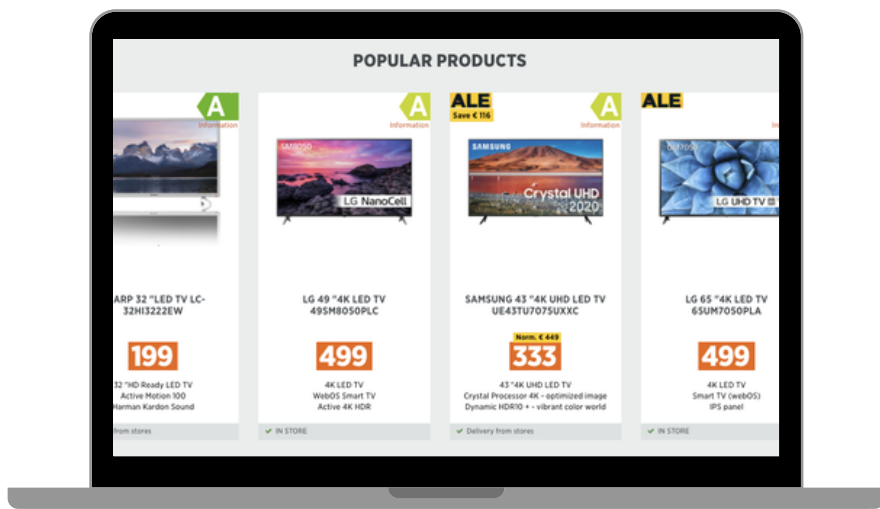 POPULAR PRODUCTS
A
Information
ARP 32 "LED TV LC-
32HI3222EW
199
32 "HD Ready LED TV
Active Motion 100
Harman Kardon Sound
from stores
A
Information
SM8050
LG NanoCell
LG 49 "4K LED TV
49SM8050PLC
499
4K LED TV
WebOS Smart TV
Active 4K HDR
✓ IN STORE
ALE
Save € 116
A
Information
SAMSUNG
Crystal UHD
2020
SAMSUNG 43 "4K UHD LED TV
UE43TU7075UXXC
Norm. € 449
333
43 "4K UHD LED TV
Crystal Processor 4K - optimized image
Dynamic HDR10 + - vibrant color world
✓ Delivery from stores
ALE
In
UM7050
LG UHD TV
LG 65 "4K LED TV
65UM7050PLA
499
4K LED TV
Smart TV (webOS)
IPS panel
✓ IN STORE